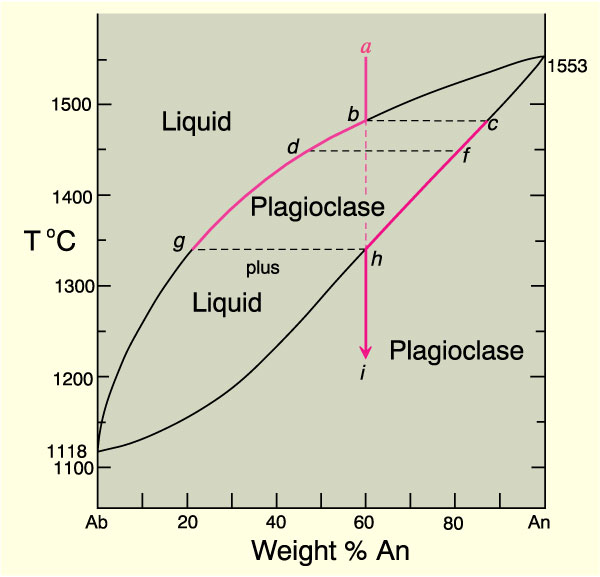 a
1553
1500
b
c
Liquid
d
f
1400
Plagioclase
T °C
g
h
plus
1300
Liquid
Plagioclase
i
1200
1118
1100
Ab 20 40 60 80 An
Weight % An